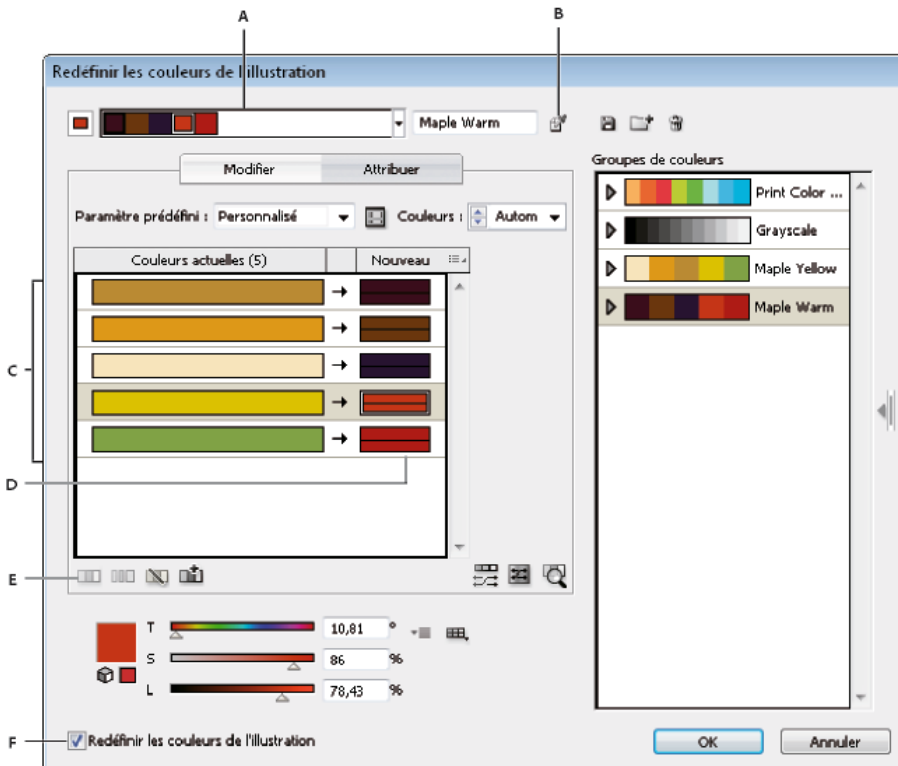 A
B
Redéfinir les couleurs de l'illustration
Maple Warm
Groupes de couleurs
Modifier
Attribuer
Print Color ...
Paramètre prédéfini : Personnalisé
Couleurs : Autom
Grayscale
Couleurs actuelles (5)
Nouveau
Maple Yellow
Maple Warm
C
D
E
T 10,81 °
S 86 %
L 78,43 %
F
Redéfinir les couleurs de l'illustration
OK
Annuler